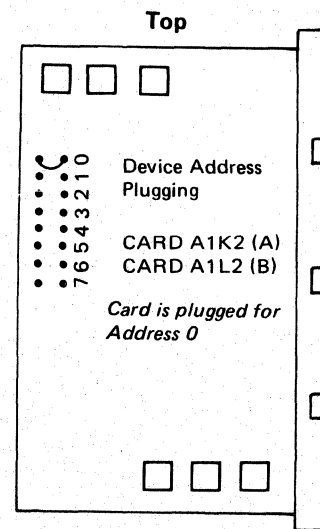 Top
0
1
2
3
4
5
6
7
Device Address
Plugging
CARD A1K2 (A)
CARD A1L2 (B)
Card is plugged for
Address 0